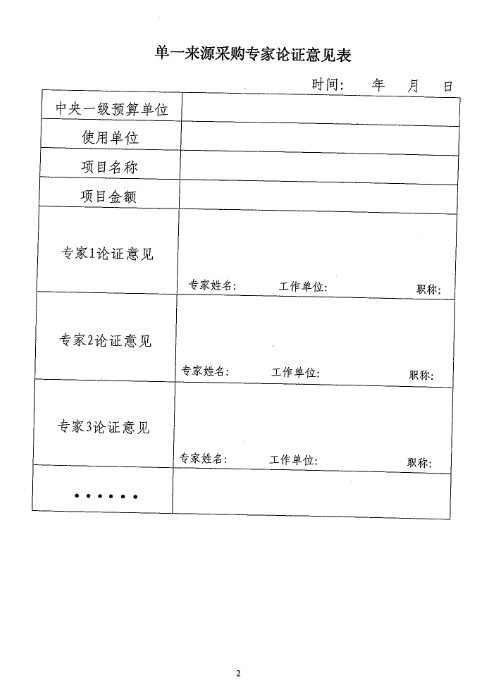 单一来源采购专家论证意见表
时间： 年 月 日
中央一级预算单位
使用单位
项目名称
项目金额
专家1论证意见
专家姓名： 工作单位： 职称：
专家2论证意见
专家姓名： 工作单位： 职称：
专家3论证意见
专家姓名： 工作单位： 职称：
••••••
2